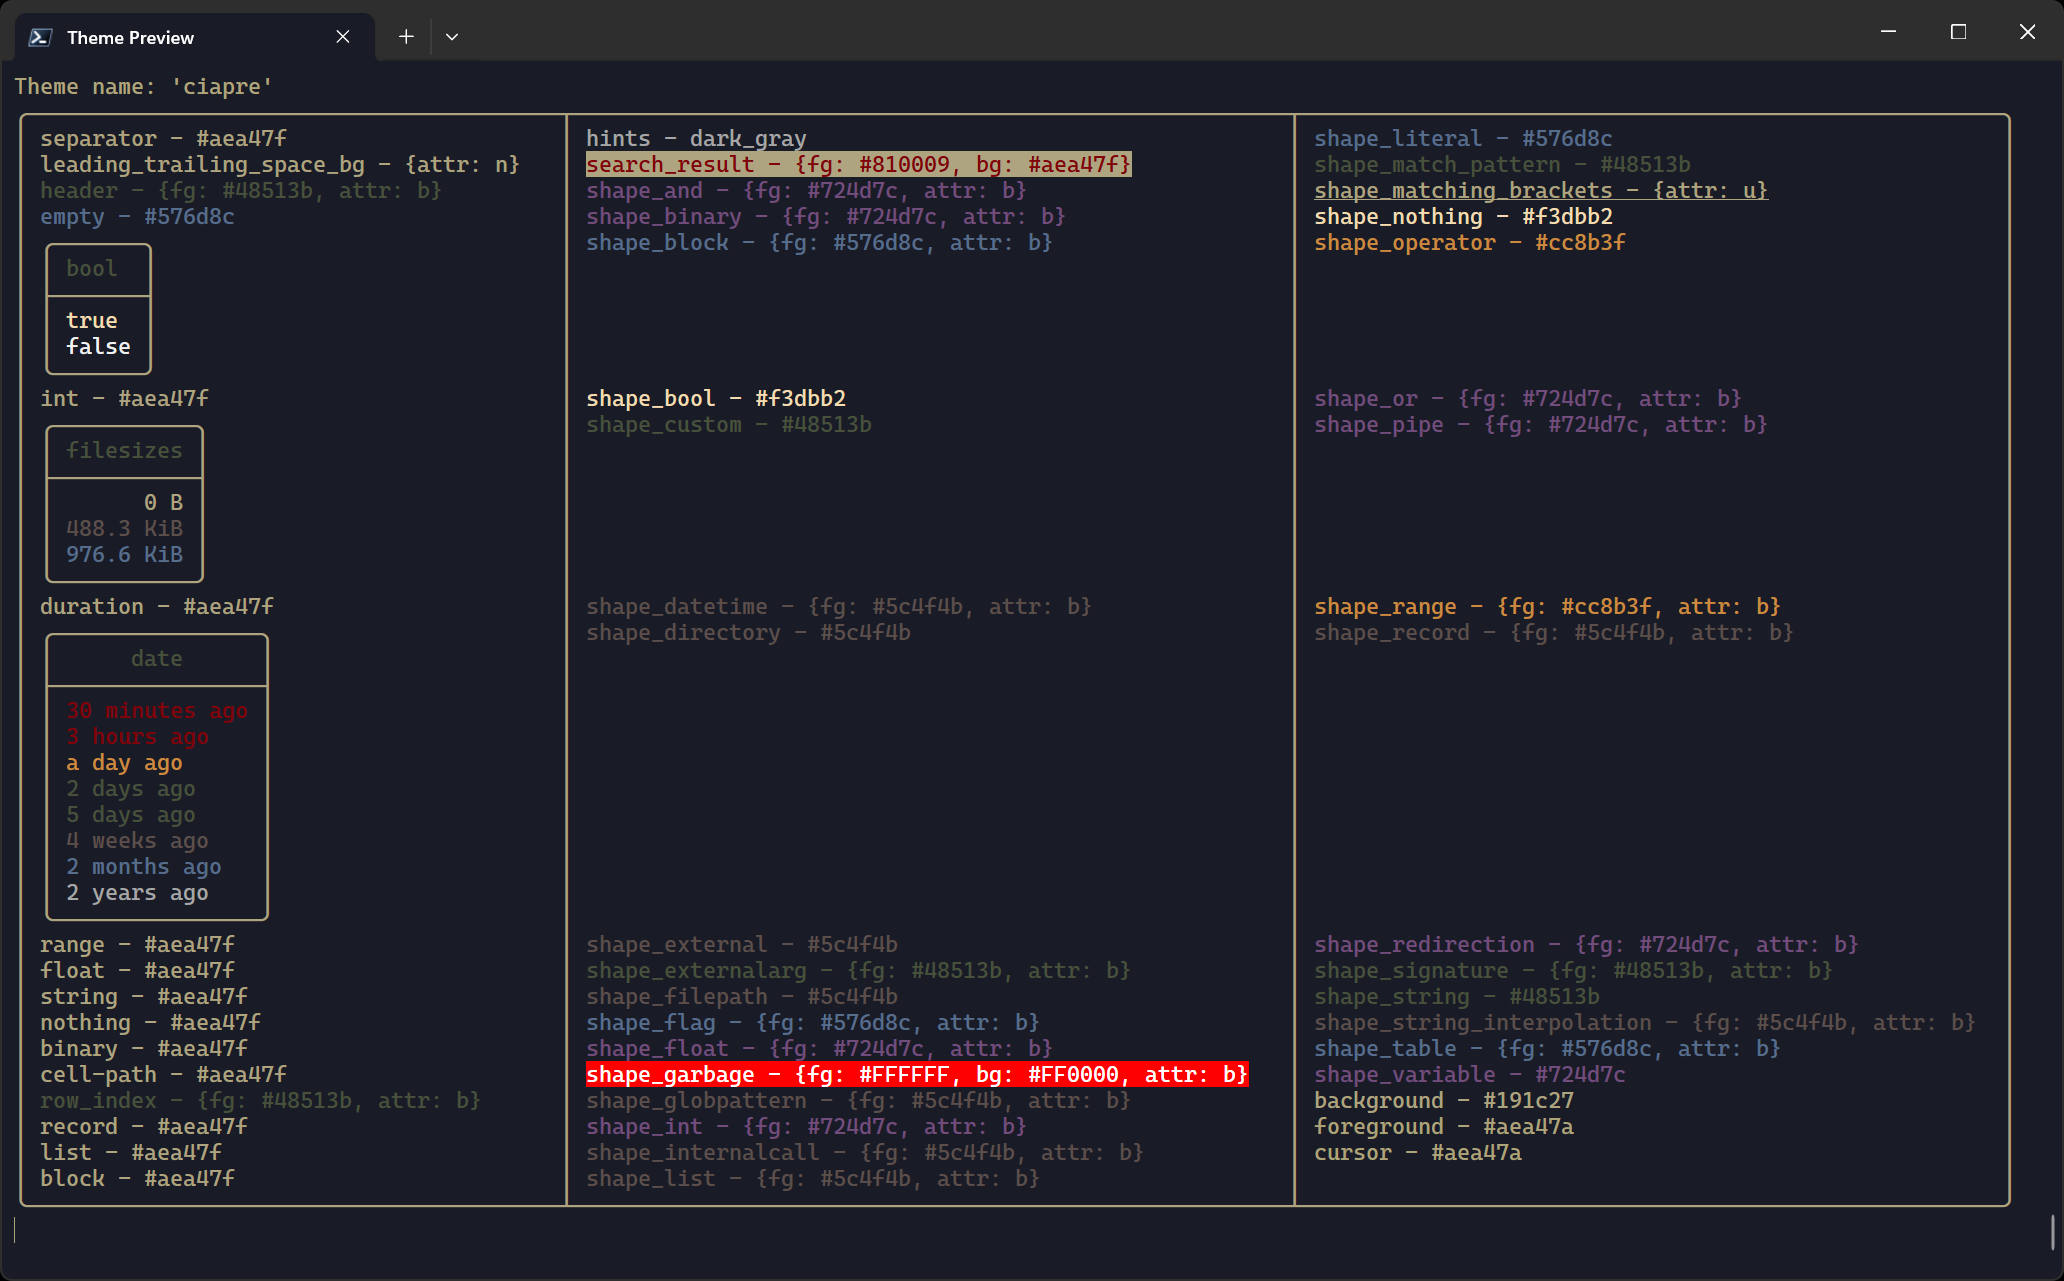 Theme Preview
Theme name: 'ciapre'
separator - #aea47f
leading_trailing_space_bg - {attr: n}
header - {fg: #48513b, attr: b}
empty - #576d8c
bool
true
false
int - #aea47f
filesizes
0 B
488.3 KiB
976.6 KiB
duration - #aea47f
date
30 minutes ago
3 hours ago
a day ago
2 days ago
5 days ago
4 weeks ago
2 months ago
2 years ago
range - #aea47f
float - #aea47f
string - #aea47f
nothing - #aea47f
binary - #aea47f
cell-path - #aea47f
row_index - {fg: #48513b, attr: b}
record - #aea47f
list - #aea47f
block - #aea47f
hints - dark_gray
search_result - {fg: #810009, bg: #aea47f}
shape_and - {fg: #724d7c, attr: b}
shape_binary - {fg: #724d7c, attr: b}
shape_block - {fg: #576d8c, attr: b}
shape_bool - #f3dbb2
shape_custom - #48513b
shape_datetime - {fg: #5c4f4b, attr: b}
shape_directory - #5c4f4b
shape_external - #5c4f4b
shape_externalarg - {fg: #48513b, attr: b}
shape_filepath - #5c4f4b
shape_flag - {fg: #576d8c, attr: b}
shape_float - {fg: #724d7c, attr: b}
shape_garbage - {fg: #FFFFFF, bg: #FF0000, attr: b}
shape_globpattern - {fg: #5c4f4b, attr: b}
shape_int - {fg: #724d7c, attr: b}
shape_internalcall - {fg: #5c4f4b, attr: b}
shape_list - {fg: #5c4f4b, attr: b}
shape_literal - #576d8c
shape_match_pattern - #48513b
shape_matching_brackets - {attr: u}
shape_nothing - #f3dbb2
shape_operator - #cc8b3f
shape_or - {fg: #724d7c, attr: b}
shape_pipe - {fg: #724d7c, attr: b}
shape_range - {fg: #cc8b3f, attr: b}
shape_record - {fg: #5c4f4b, attr: b}
shape_redirection - {fg: #724d7c, attr: b}
shape_signature - {fg: #48513b, attr: b}
shape_string - #48513b
shape_string_interpolation - {fg: #5c4f4b, attr: b}
shape_table - {fg: #576d8c, attr: b}
shape_variable - #724d7c
background - #191c27
foreground - #aea47a
cursor - #aea47a